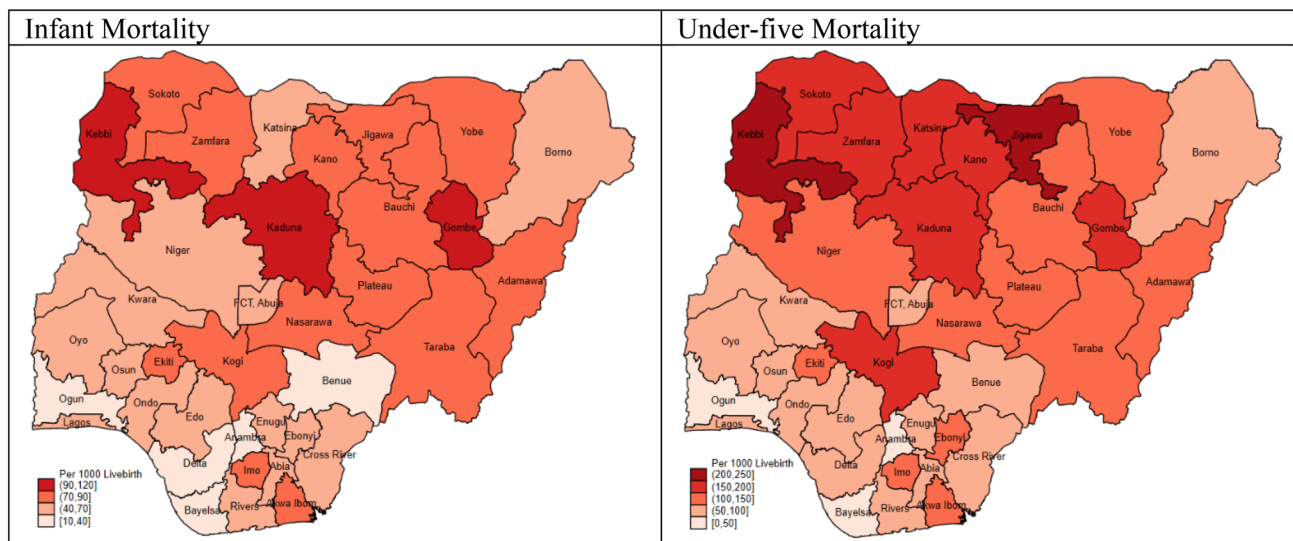 Infant Mortality
Under-five Mortality
Sokoto
Kebbi
Zamfara
Katsina
Kano
Jigawa
Yobe
Borno
Bauchi
Gombe
Kaduna
Niger
Adamawa
Plateau
Kwara
FCT, Abuja
Nasarawa
Taraba
Oyo
Osun
Ekiti
Kogi
Benue
Ogun
Ondo
Edo
Lagos
Enugu
Anambra
Ebonyi
Cross River
Delta
Imo
Abia
Bayelsa
Rivers
Akwa Ibom
Per 1000 Livebirth
(90,120]
(70,90]
(40,70]
[10,40]
Sokoto
Kebbi
Zamfara
Katsina
Kano
Jigawa
Yobe
Borno
Bauchi
Gombe
Kaduna
Niger
Adamawa
Plateau
Kwara
FCT, Abuja
Nasarawa
Taraba
Oyo
Osun
Ekiti
Kogi
Benue
Ogun
Ondo
Edo
Lagos
Enugu
Anambra
Ebonyi
Cross River
Delta
Imo
Abia
Bayelsa
Rivers
Akwa Ibom
Per 1000 Livebirth
(200,250]
(150,200]
(100,150]
(50,100]
[0,50]